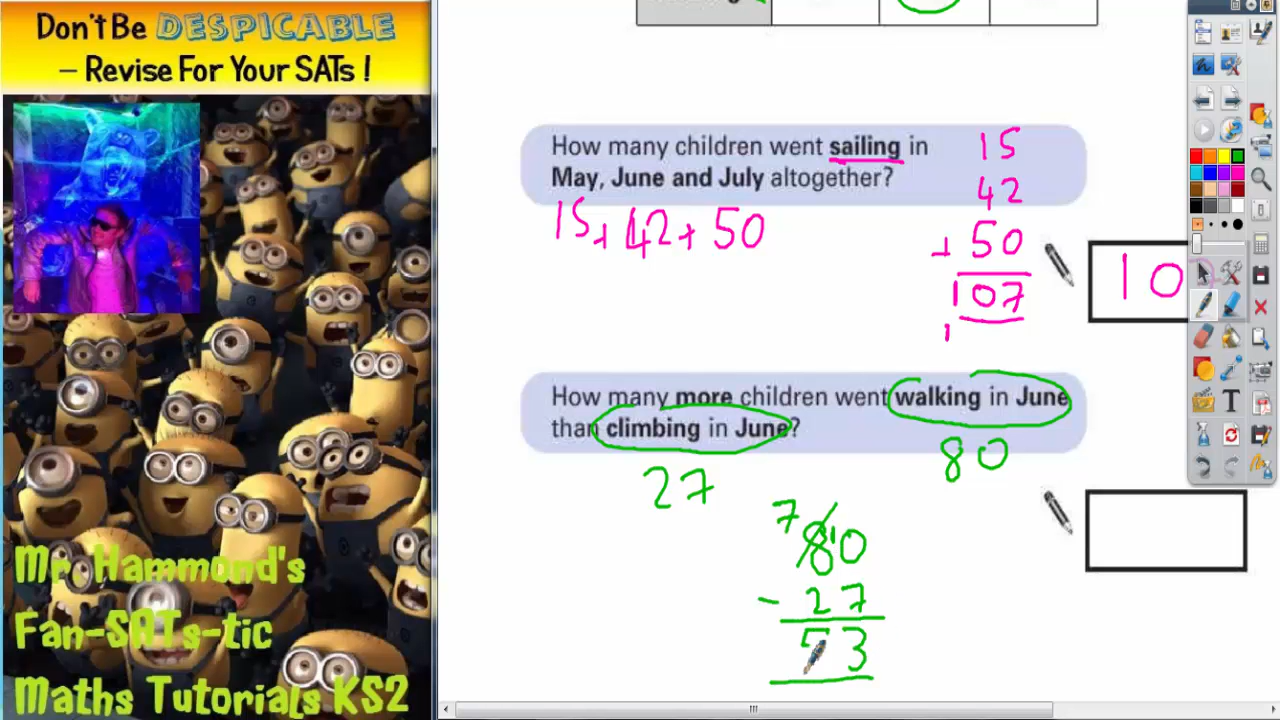 Don't Be DESPICABLE
– Revise For Your SATs !
Mr. Hammond's
Fan-SATs-tic
Maths Tutorials KS2
How many children went sailing in
May, June and July altogether?
15+42+50
15
42
+50
107
1
10
How many more children went walking in June
than climbing in June?
80
27
7 8 10
- 27
53